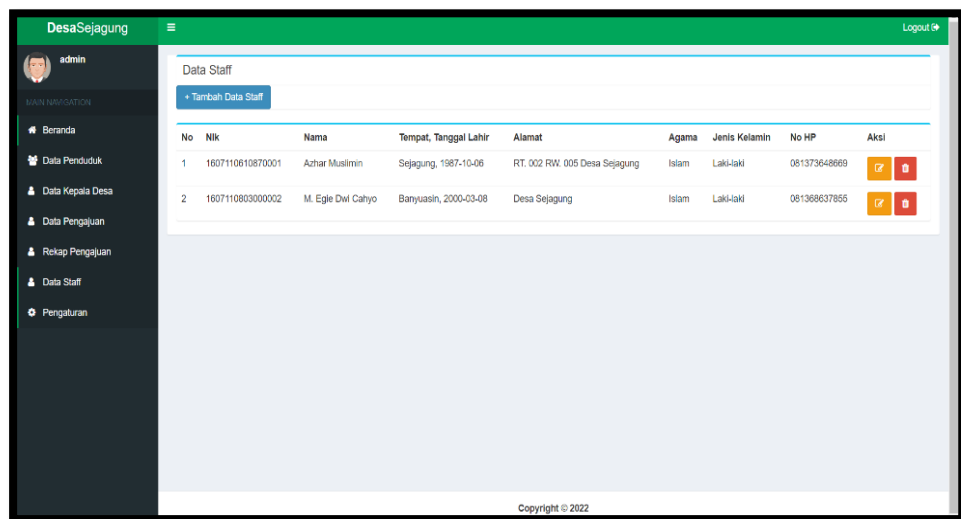 DesaSejagung
Logout
admin
MAIN NAVIGATION
Beranda
Data Penduduk
Data Kepala Desa
Data Pengajuan
Rekap Pengajuan
Data Staff
Pengaturan
Data Staff
+ Tambah Data Staff
No Nik Nama Tempat, Tanggal Lahir Alamat Agama Jenis Kelamin No HP Aksi
1 1607110610870001 Azhar Muslimin Sejagung, 1987-10-06 RT. 002 RW. 005 Desa Sejagung Islam Laki-laki 081373648669
2 1607110803000002 M. Egie Dwi Cahyo Banyuasin, 2000-03-08 Desa Sejagung Islam Laki-laki 081368637855
Copyright © 2022